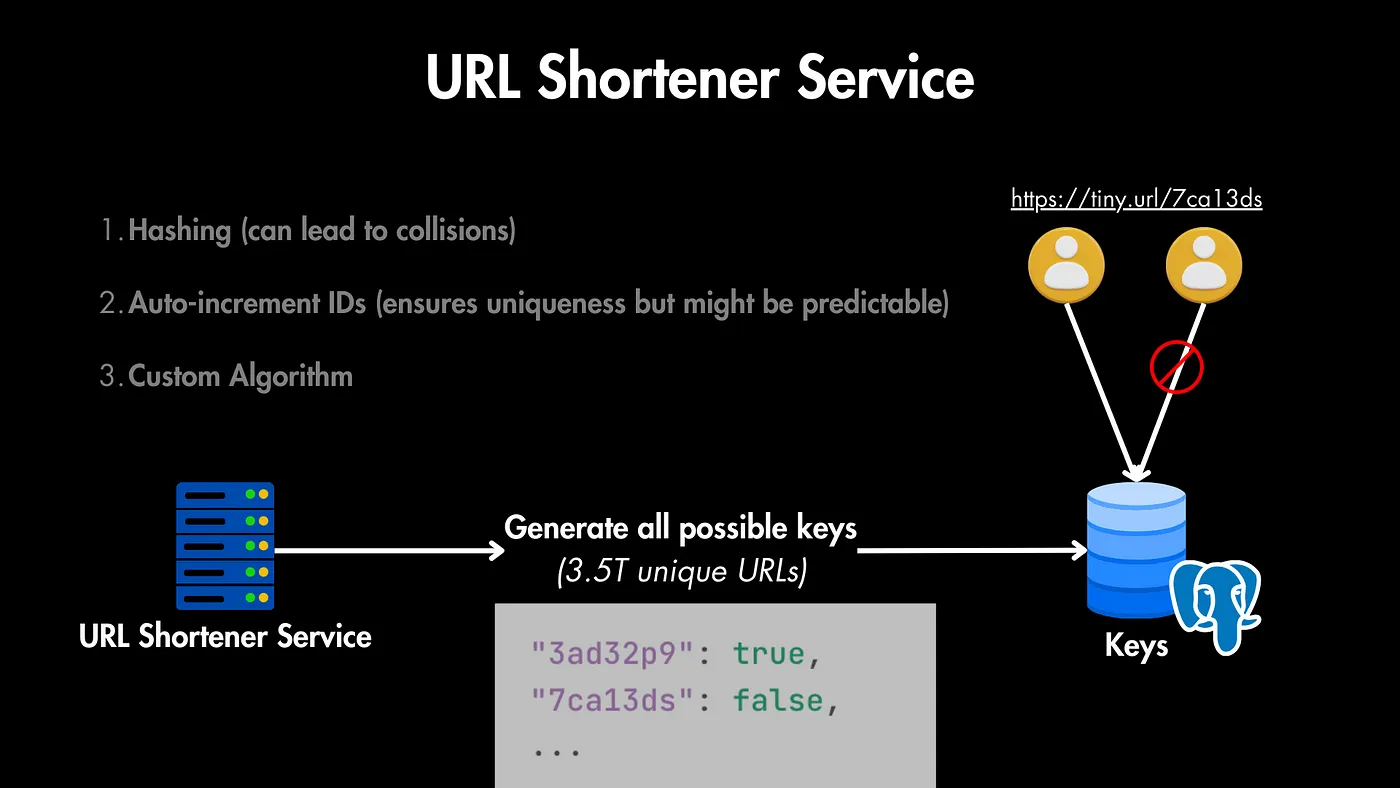 URL Shortener Service
https://tiny.url/7ca13ds
1. Hashing (can lead to collisions)
2. Auto-increment IDs (ensures uniqueness but might be predictable)
3. Custom Algorithm
Generate all possible keys
(3.5T unique URLs)
URL Shortener Service
Keys
"3ad32p9": true,
"7ca13ds": false,
...